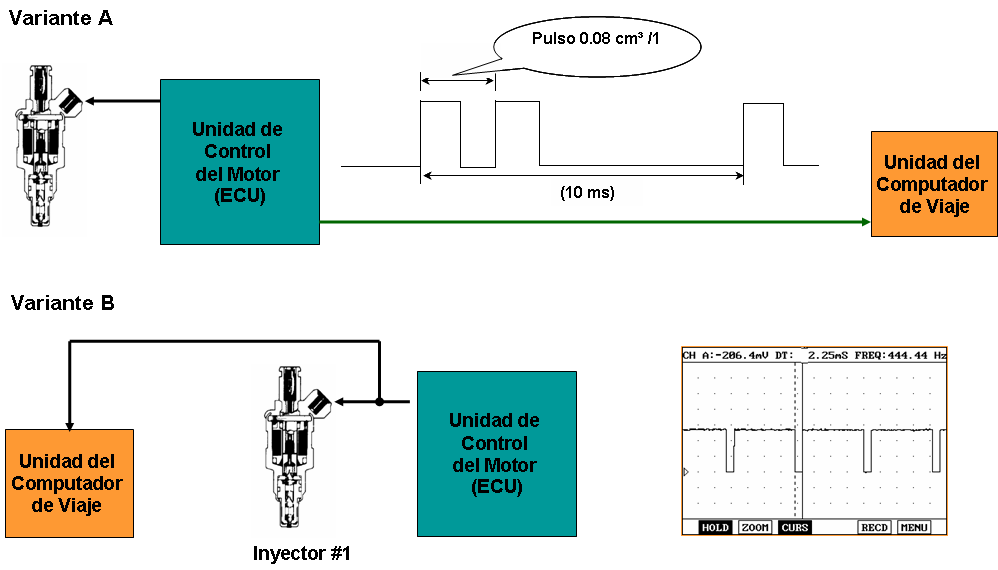 Variante A
Pulso 0.08 cm³ /1
Unidad de
Control
del Motor
(ECU)
(10 ms)
Unidad del
Computador
de Viaje
Variante B
CH A:-206.4mV DT: 2.25mS FREQ:444.44 Hz
Unidad de
Control
del Motor
(ECU)
Unidad del
Computador
de Viaje
HOLD ZOOM CURS RECD MENU
Inyector #1